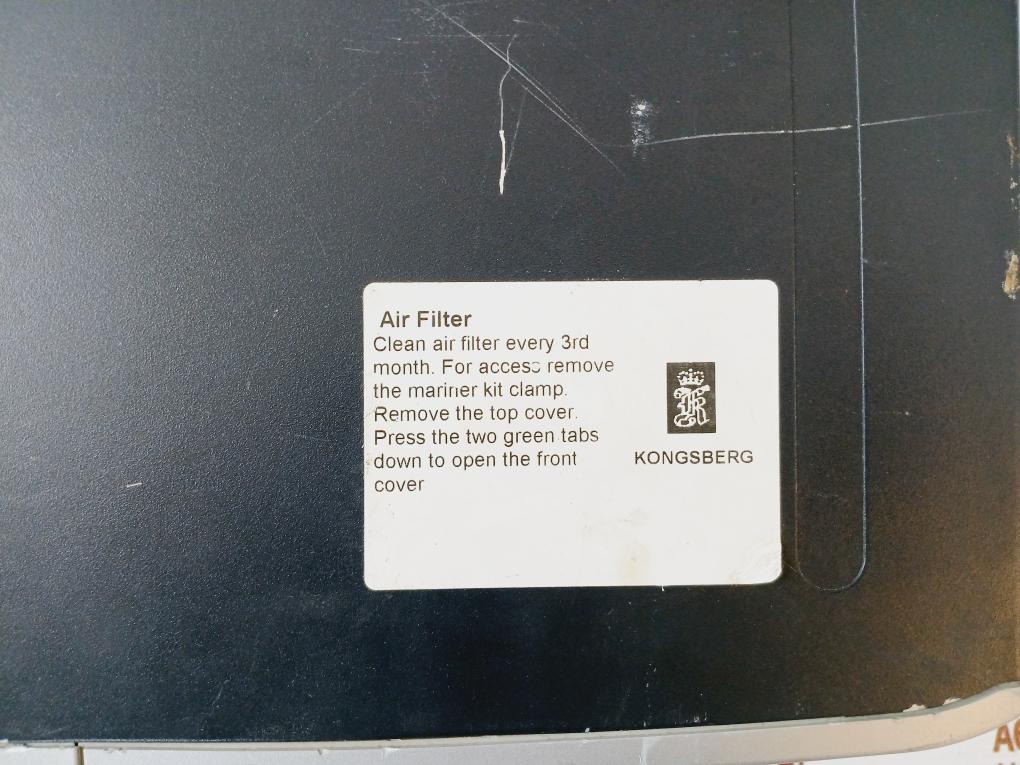 Air Filter
Clean air filter every 3rd
month. For access remove
the mariner kit clamp.
Remove the top cover.
Press the two green tabs
down to open the front
cover
KONGSBERG